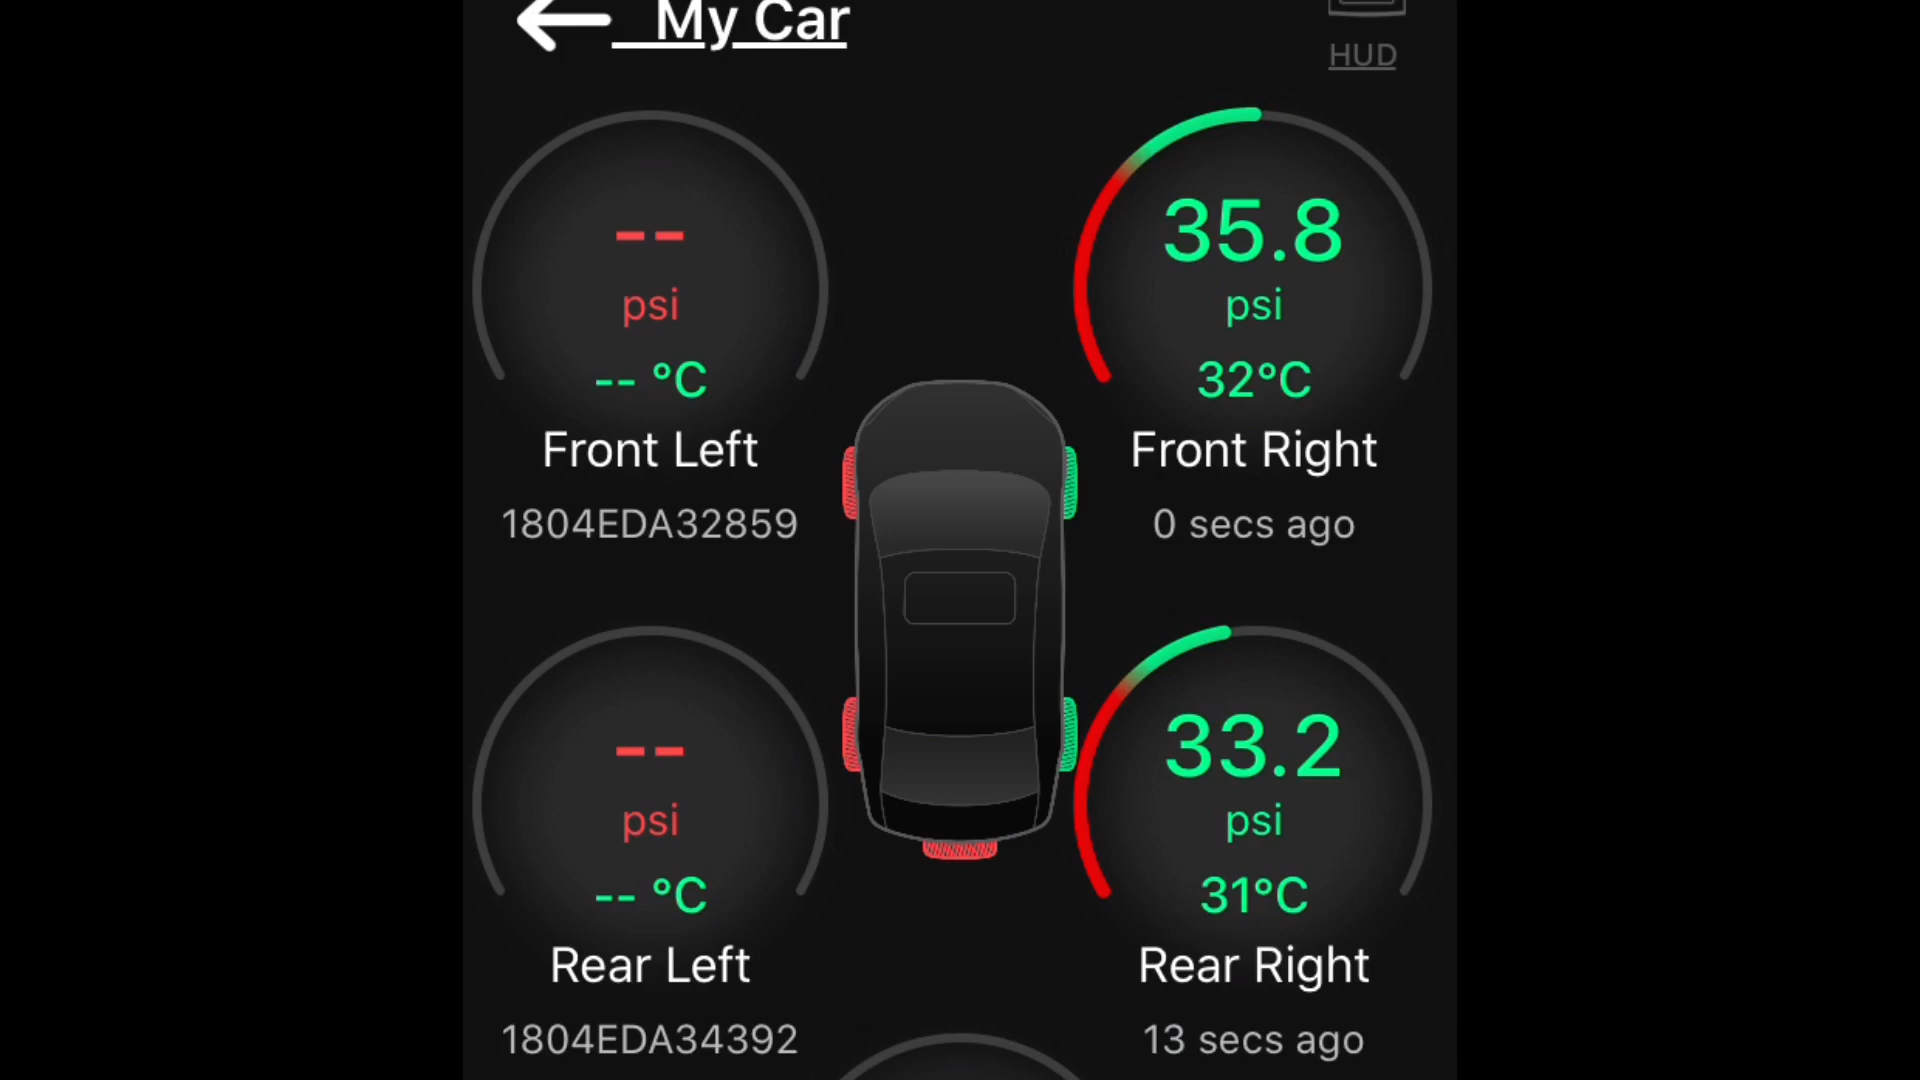 My Car
HUD
--
psi
-- °C
Front Left
1804EDA32859
35.8
psi
32°C
Front Right
0 secs ago
--
psi
-- °C
Rear Left
1804EDA34392
33.2
psi
31°C
Rear Right
13 secs ago